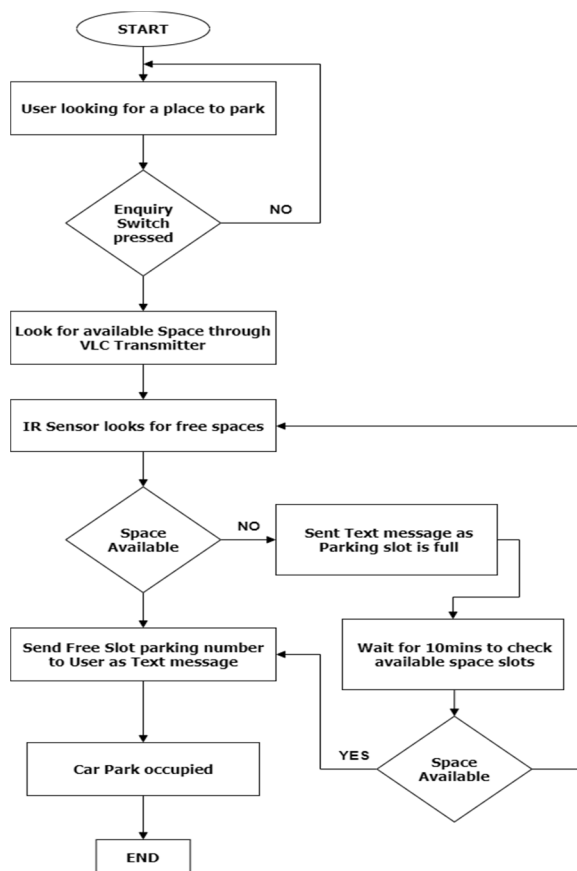 START
User looking for a place to park
Enquiry
Switch
pressed
NO
Look for available Space through
VLC Transmitter
IR Sensor looks for free spaces
Space
Available
NO
Sent Text message as
Parking slot is full
Send Free Slot parking number
to User as Text message
Wait for 10mins to check
available space slots
YES
Space
Available
Car Park occupied
END